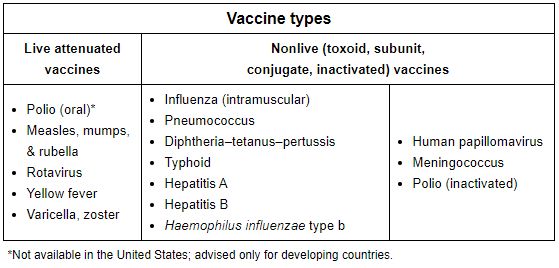 Vaccine types
Live attenuated
vaccines
Nonlive (toxoid, subunit,
conjugate, inactivated) vaccines
• Polio (oral)*
• Measles, mumps,
& rubella
• Rotavirus
• Yellow fever
• Varicella, zoster
• Influenza (intramuscular)
• Pneumococcus
• Diphtheria–tetanus–pertussis
• Typhoid
• Hepatitis A
• Hepatitis B
• Haemophilus influenzae type b
• Human papillomavirus
• Meningococcus
• Polio (inactivated)
*Not available in the United States; advised only for developing countries.